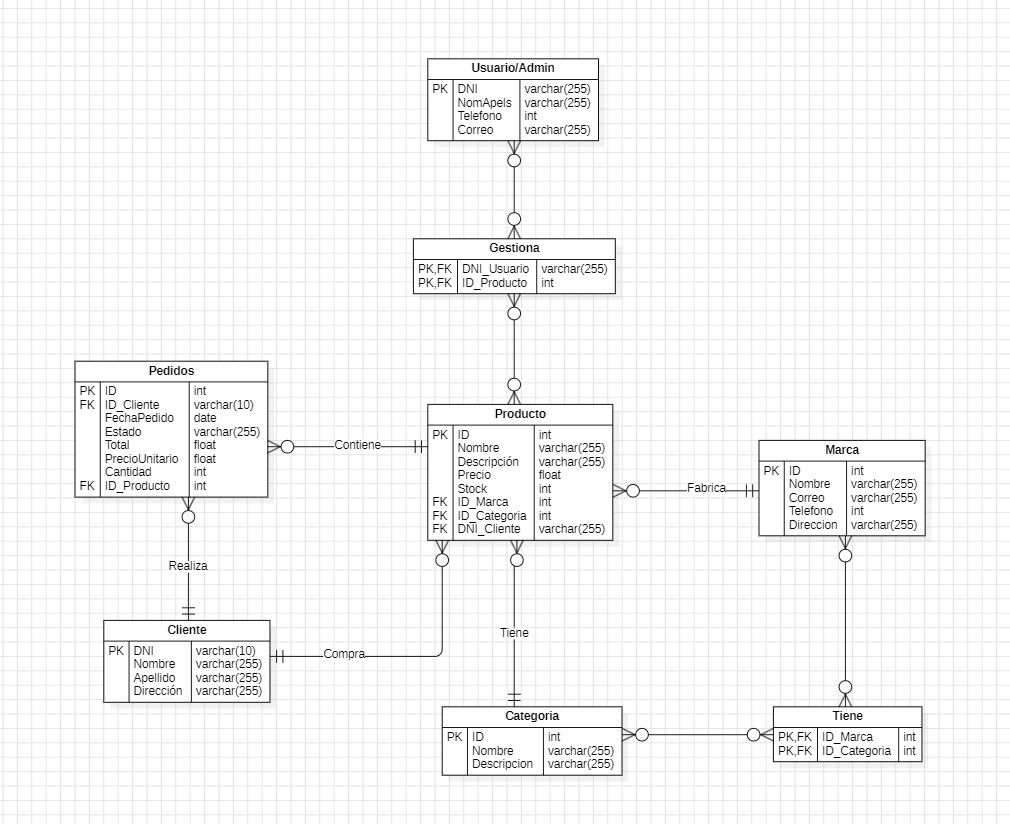 Usuario/Admin
PK DNI varchar(255)
NomApels varchar(255)
Telefono int
Correo varchar(255)
Gestiona
PK,FK DNI_Usuario varchar(255)
PK,FK ID_Producto int
Pedidos
PK ID int
FK ID_Cliente varchar(10)
FechaPedido date
Estado varchar(255)
Total float
PrecioUnitario float
Cantidad int
FK ID_Producto int
Contiene
Producto
PK ID int
Nombre varchar(255)
Descripción varchar(255)
Precio float
Stock int
FK ID_Marca int
FK ID_Categoria int
FK DNI_Cliente varchar(255)
Fabrica
Marca
PK ID int
Nombre varchar(255)
Correo varchar(255)
Telefono int
Direccion varchar(255)
Realiza
Cliente
PK DNI varchar(10)
Nombre varchar(255)
Apellido varchar(255)
Dirección varchar(255)
Compra
Tiene
Categoria
PK ID int
Nombre varchar(255)
Descripcion varchar(255)
Tiene
PK,FK ID_Marca int
PK,FK ID_Categoria int